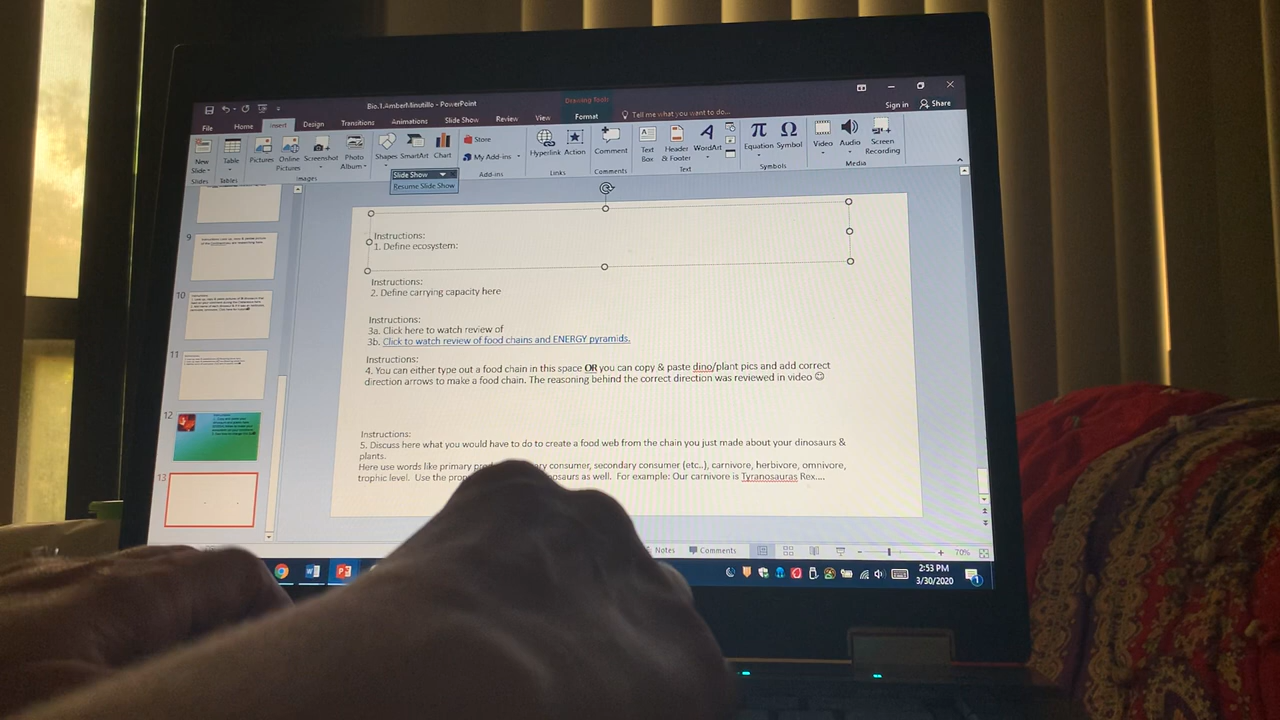 Bio.1.AmberMinutillo - PowerPoint
Drawing Tools
Sign in Share
File Home Insert Design Transitions Animations Slide Show Review View Format Tell me what you want to do...
New Slide
Table
Pictures
Online Pictures
Screenshot
Photo Album
Shapes
SmartArt
Chart
Store
My Add-ins
Hyperlink
Action
Comment
Text Box
Header & Footer
WordArt
π Equation
Ω Symbol
Video
Audio
Screen Recording
Slides
Tables
Images
Add-ins
Links
Comments
Text
Symbols
Media
Slide Show
Resume Slide Show
9
10
11
12
13
Instructions:
1. Define ecosystem:
Instructions:
2. Define carrying capacity here
Instructions:
3a. Click here to watch review of
3b. Click to watch review of food chains and ENERGY pyramids.
Instructions:
4. You can either type out a food chain in this space OR you can copy & paste dino/plant pics and add correct
direction arrows to make a food chain. The reasoning behind the correct direction was reviewed in video ☺
Instructions:
5. Discuss here what you would have to do to create a food web from the chain you just made about your dinosaurs &
plants.
Here use words like primary consumer, secondary consumer (etc..), carnivore, herbivore, omnivore,
trophic level. Use the as well. For example: Our carnivore is Tyranosauras Rex....
Notes Comments 70%
2:53 PM
3/30/2020
1